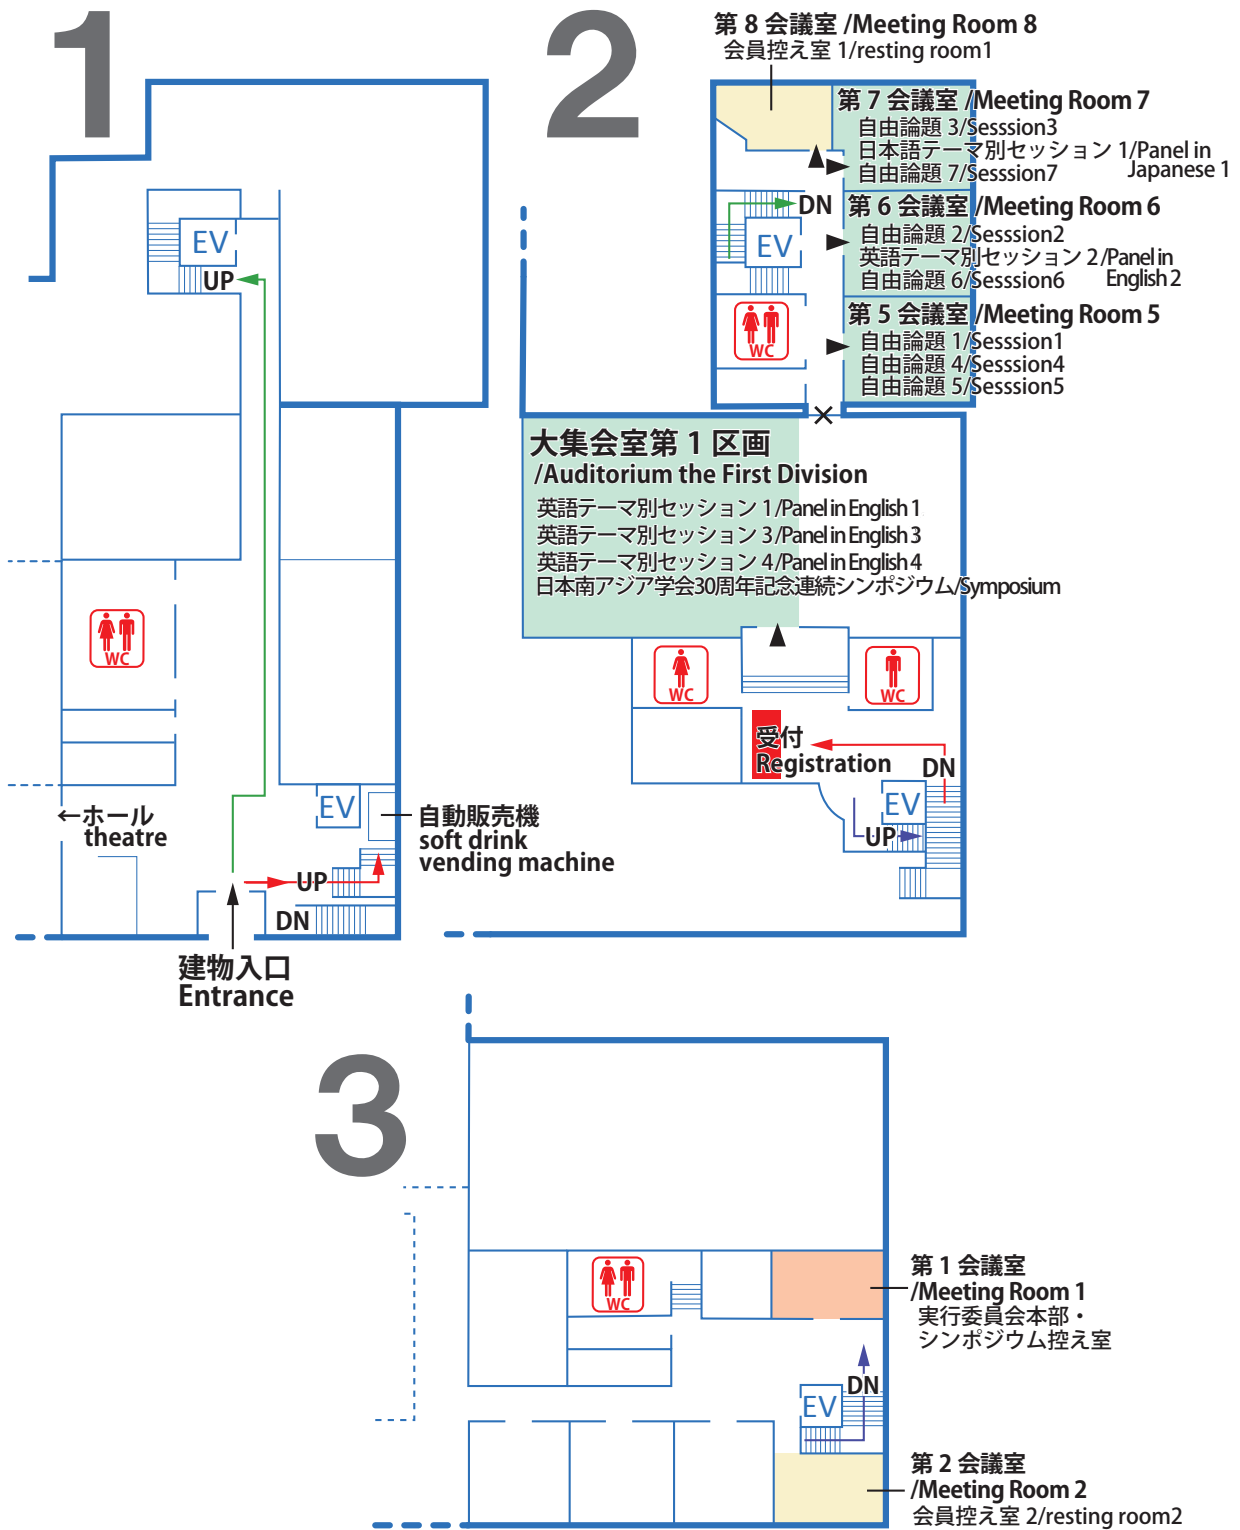 1
EV
UP
WC
←ホール
theatre
EV
自動販売機
soft drink
vending machine
UP
DN
建物入口
Entrance
2
第 8 会議室 /Meeting Room 8
会員控え室 1/resting room1
第 7 会議室 /Meeting Room 7
自由論題 3/Sesssion3
日本語テーマ別セッション 1/Panel in
Japanese 1
自由論題 7/Sesssion7
DN
EV
第 6 会議室 /Meeting Room 6
自由論題 2/Sesssion2
英語テーマ別セッション 2/Panel in
English 2
自由論題 6/Sesssion6
WC
第 5 会議室 /Meeting Room 5
自由論題 1/Sesssion1
自由論題 4/Sesssion4
自由論題 5/Sesssion5
大集会室第 1 区画
/Auditorium the First Division
英語テーマ別セッション 1/Panel in English 1
英語テーマ別セッション 3/Panel in English 3
英語テーマ別セッション 4/Panel in English 4
日本南アジア学会30周年記念連続シンポジウム/Symposium
WC
WC
受付
Registration
DN
EV
UP
3
WC
第 1 会議室
/Meeting Room 1
実行委員会本部・
シンポジウム控え室
DN
EV
第 2 会議室
/Meeting Room 2
会員控え室 2/resting room2